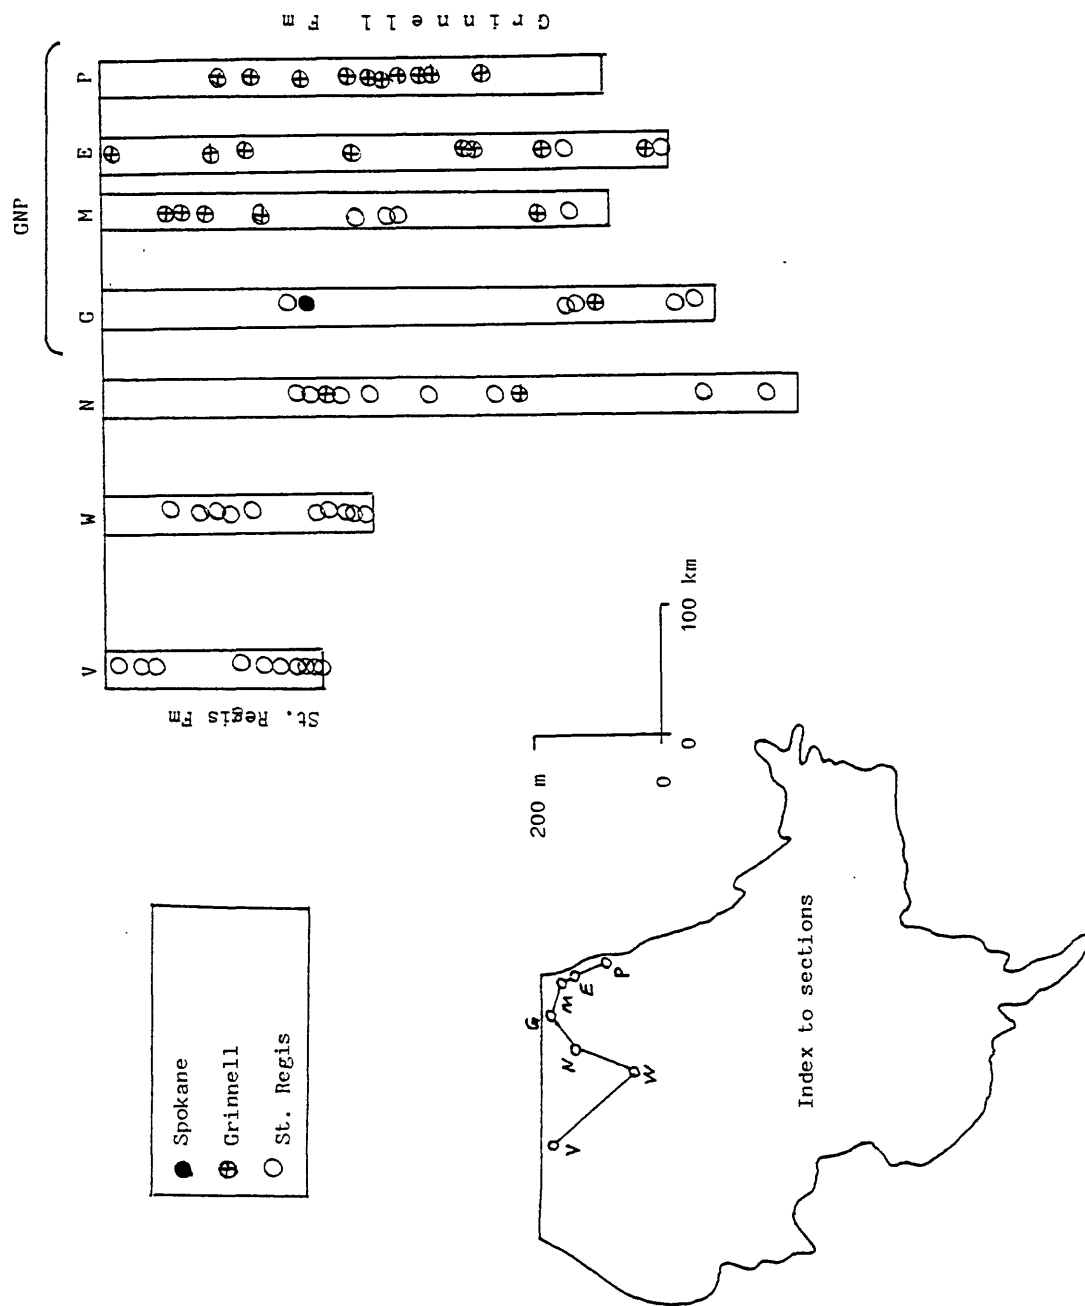 GNP
V W N G M E P
St. Regis Fm
Grinnell Fm
Spokane
Grinnell
St. Regis
200 m
0
0 100 km
V W N G M E P
Index to sections